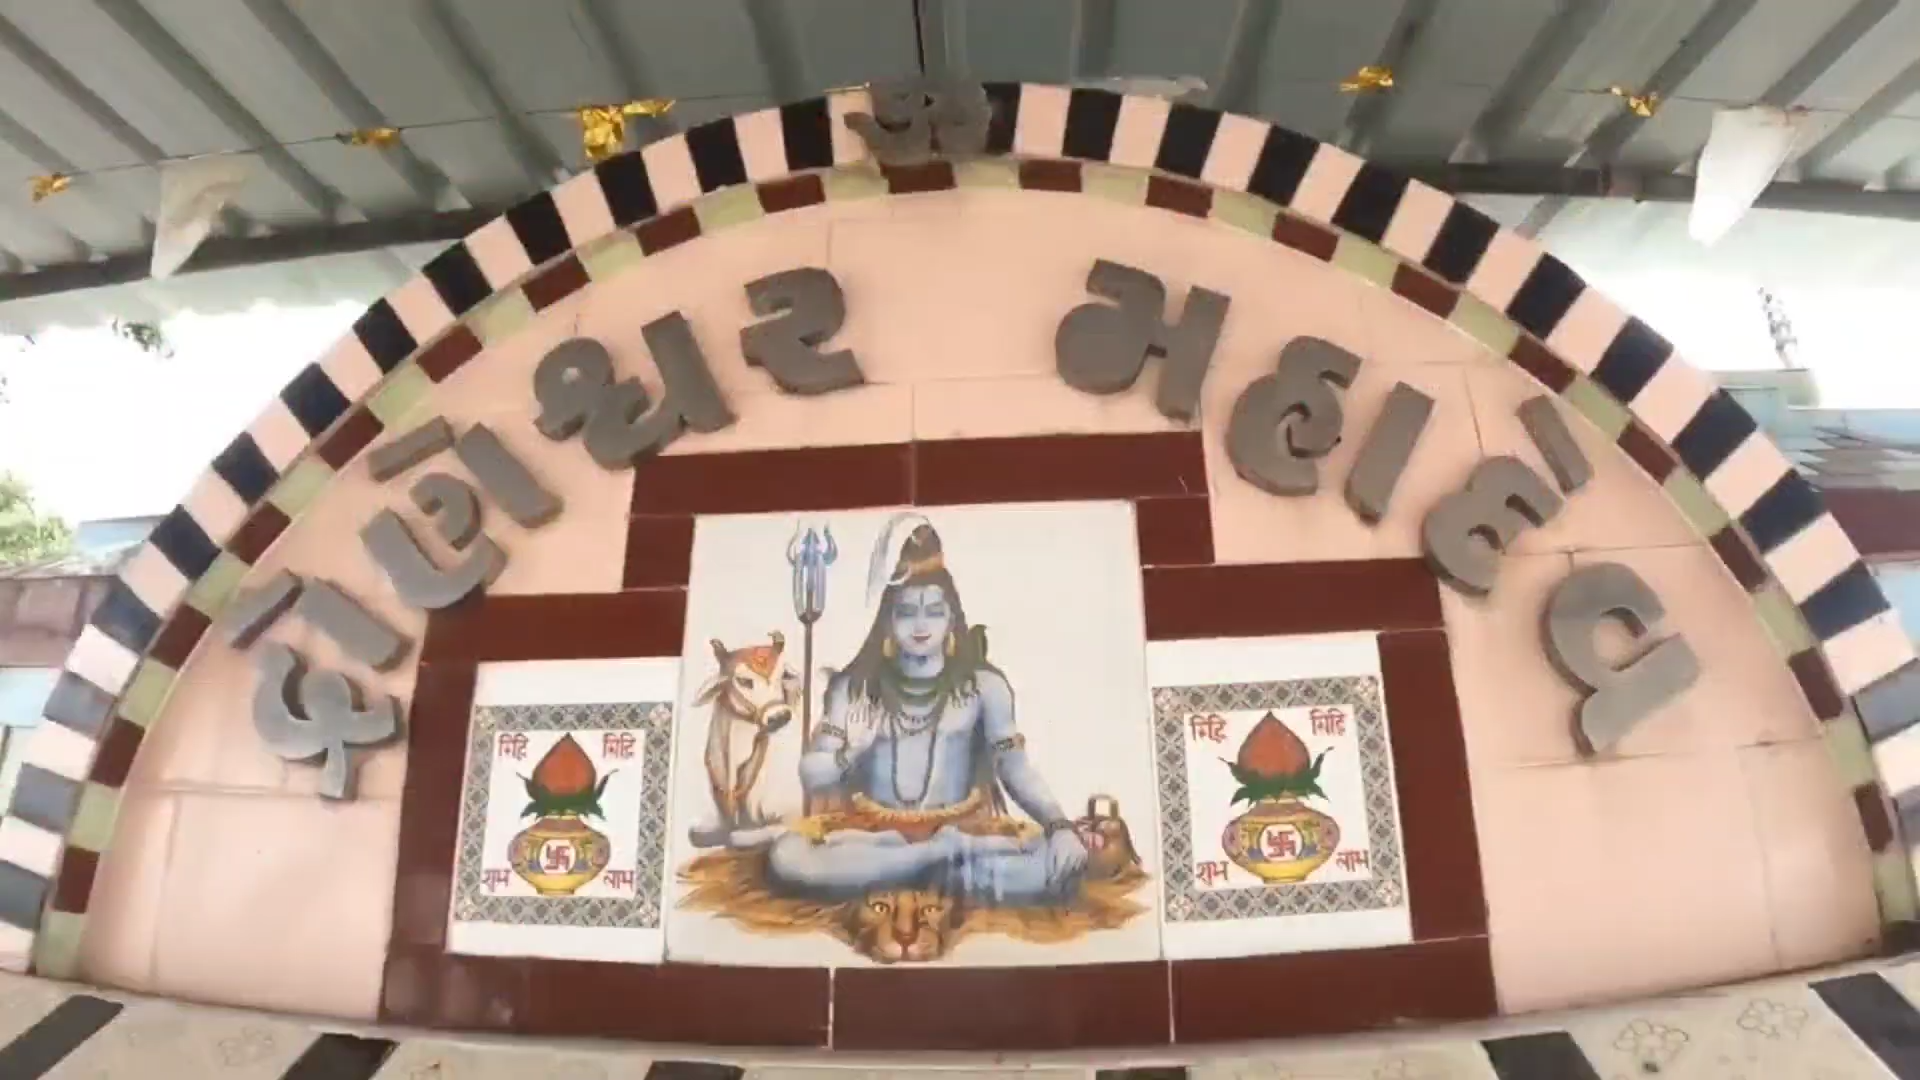 ૐ
દ્રોણેશ્વર મહાદેવ
रिद्धि सिद्धि
शुभ लाभ
रिद्धि सिद्धि
शुभ लाभ